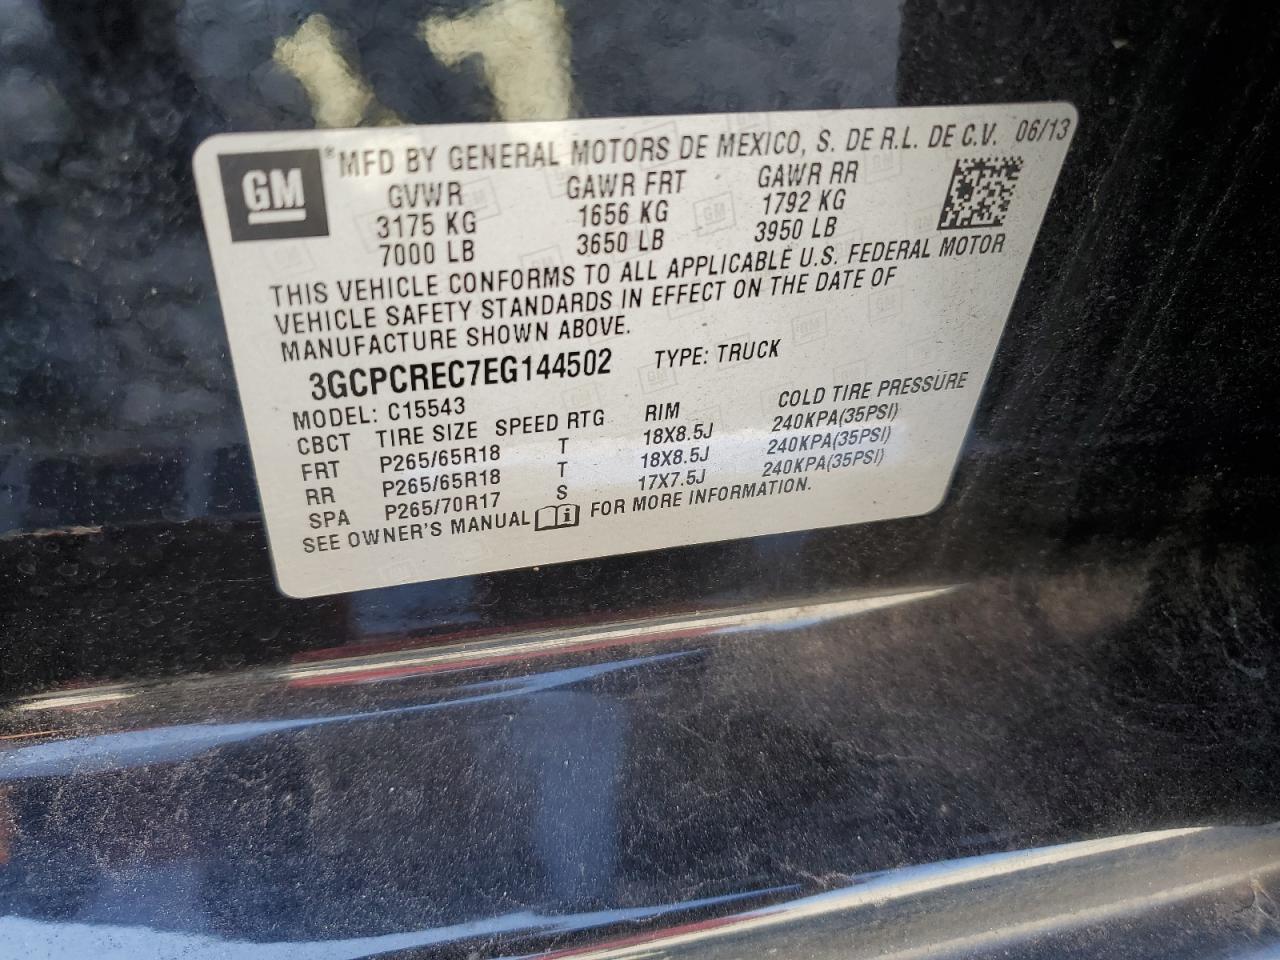 GM ® MFD BY GENERAL MOTORS DE MEXICO, S. DE R.L. DE C.V. 06/13
GVWR GAWR FRT GAWR RR
3175 KG 1656 KG 1792 KG
7000 LB 3650 LB 3950 LB
THIS VEHICLE CONFORMS TO ALL APPLICABLE U.S. FEDERAL MOTOR
VEHICLE SAFETY STANDARDS IN EFFECT ON THE DATE OF
MANUFACTURE SHOWN ABOVE.
3GCPCREC7EG144502 TYPE: TRUCK
MODEL: C15543
CBCT TIRE SIZE SPEED RTG RIM COLD TIRE PRESSURE
FRT P265/65R18 T 18X8.5J 240KPA(35PSI)
RR P265/65R18 T 18X8.5J 240KPA(35PSI)
SPA P265/70R17 S 17X7.5J 240KPA(35PSI)
SEE OWNER'S MANUAL FOR MORE INFORMATION.